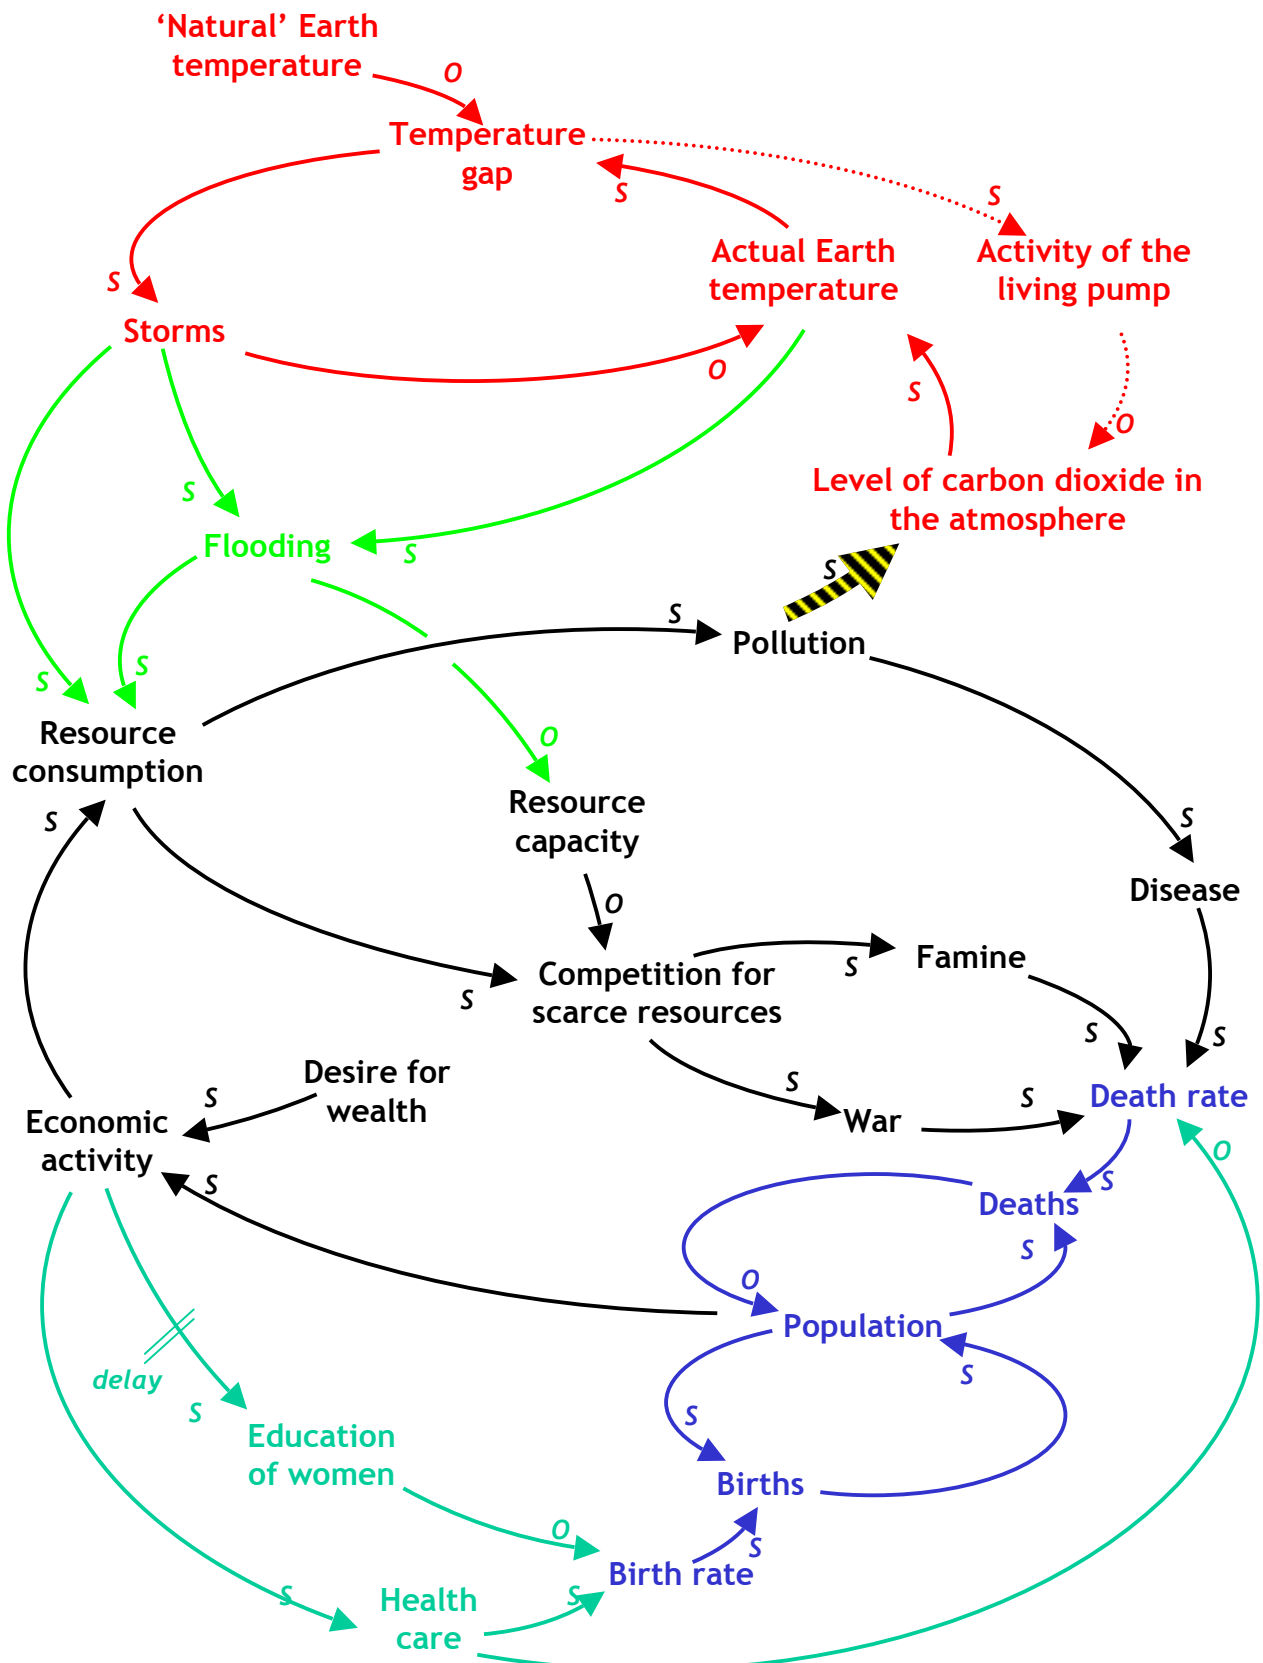 ‘Natural’ Earth
temperature
O
Temperature
gap
S
S
Actual Earth
temperature
Activity of the
living pump
S
Storms
O
S
O
Level of carbon dioxide in
the atmosphere
S
Flooding
S
S
S
Pollution
S
S
Resource
consumption
O
Resource
capacity
S
S
O
Disease
Famine
S
Competition for
scarce resources
S
S
S
Desire for
wealth
S
S
S
Death rate
Economic
activity
War
O
S
S
Deaths
S
O
Population
S
delay
S
S
Education
of women
Births
O
S
Birth rate
S
S
Health
care